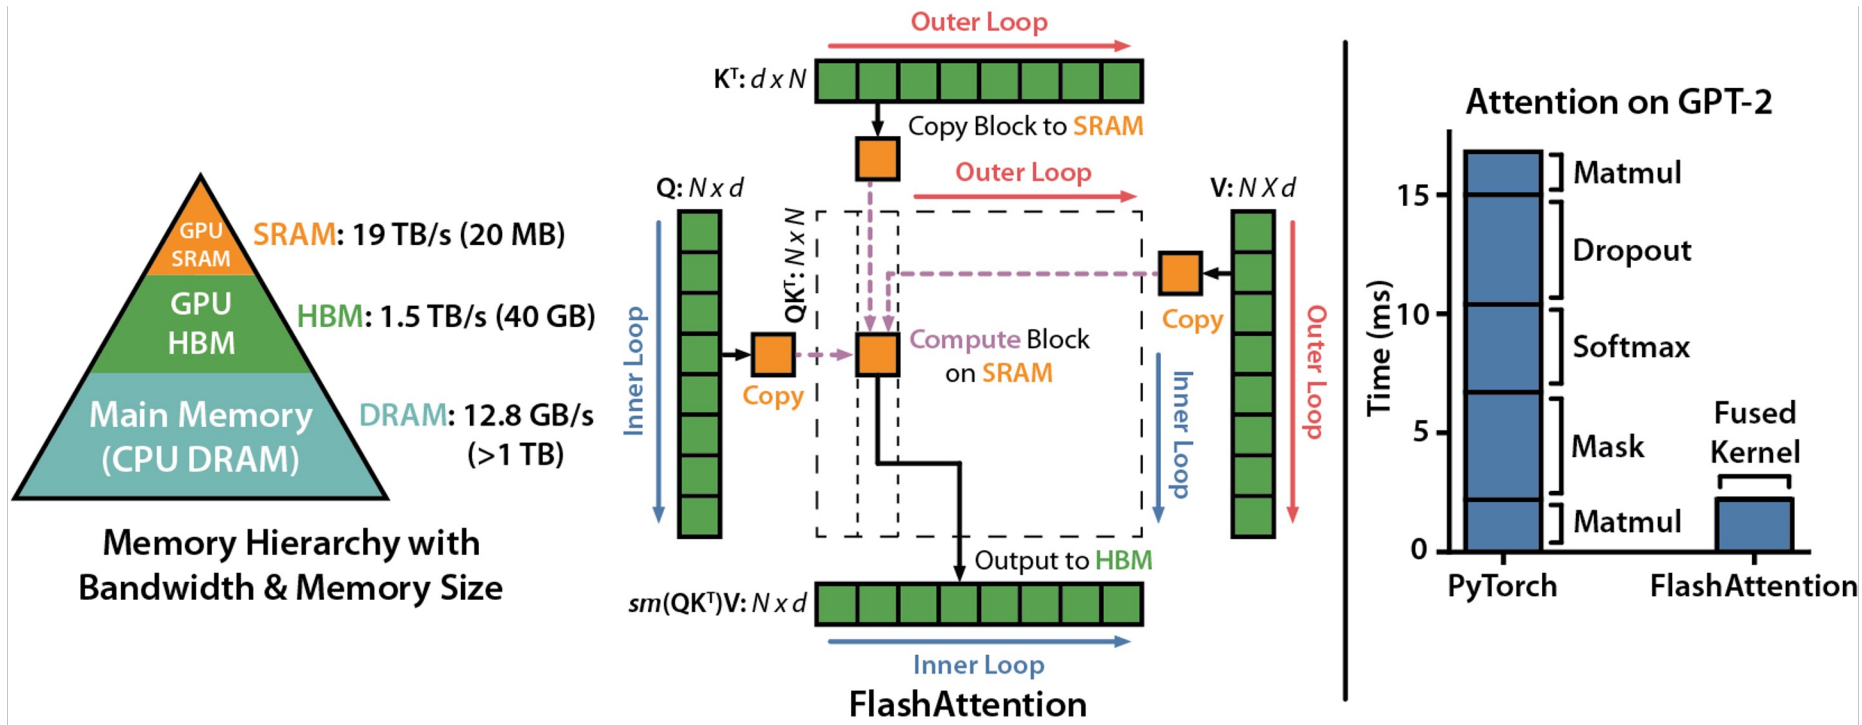 GPU
SRAM
SRAM: 19 TB/s (20 MB)
GPU
HBM
HBM: 1.5 TB/s (40 GB)
Main Memory
(CPU DRAM)
DRAM: 12.8 GB/s
(>1 TB)
Memory Hierarchy with
Bandwidth & Memory Size
Outer Loop
Kᵀ: d x N
Copy Block to SRAM
Outer Loop
Q: N x d
V: N X d
QKᵀ: N x N
Inner Loop
Copy
Compute Block
on SRAM
Copy
Inner Loop
Outer Loop
Output to HBM
sm(QKᵀ)V: N x d
Inner Loop
FlashAttention
Attention on GPT-2
Time (ms)
15
10
5
0
Matmul
Dropout
Softmax
Mask
Matmul
Fused
Kernel
PyTorch
FlashAttention